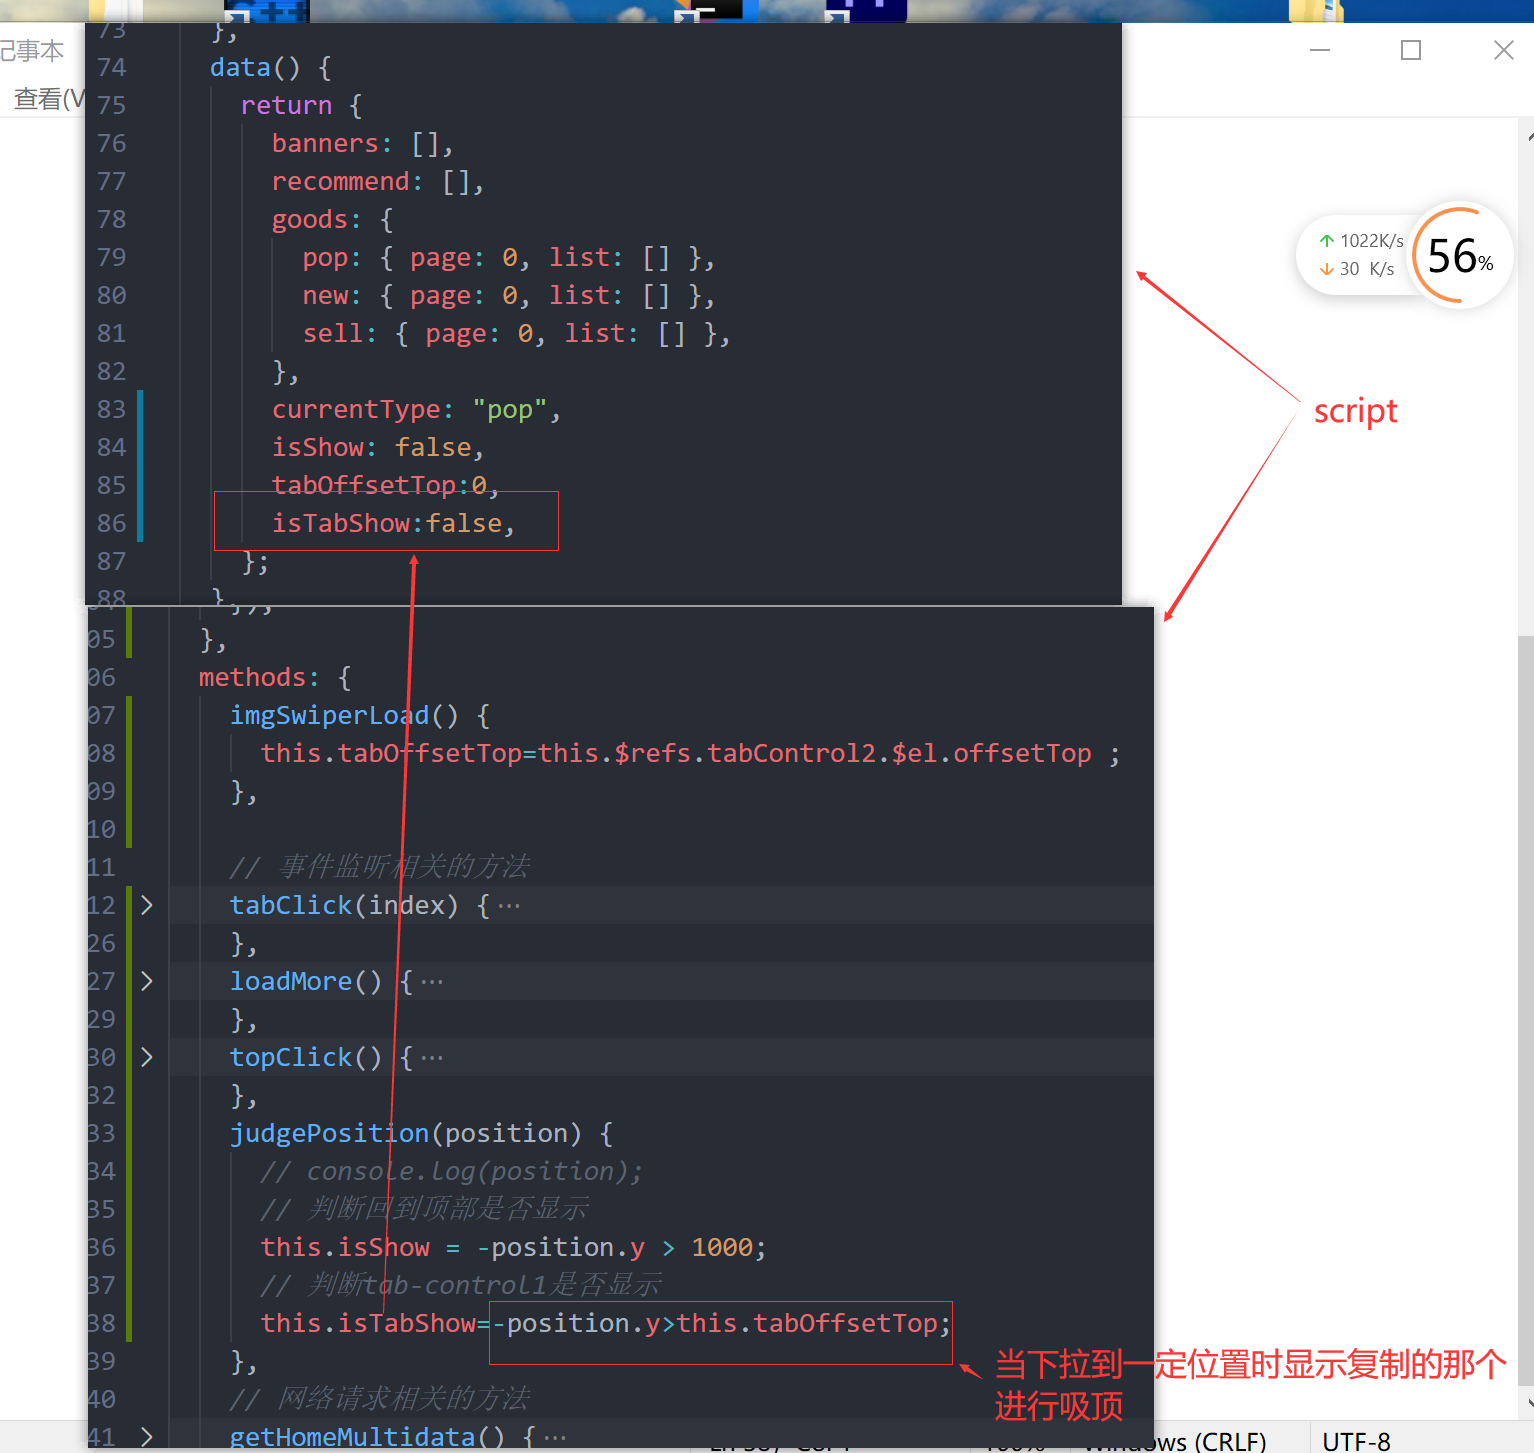 记事本
查看(V
73 },
74 data() {
75 return {
76 banners: [],
77 recommend: [],
78 goods: {
79 pop: { page: 0, list: [] },
80 new: { page: 0, list: [] },
81 sell: { page: 0, list: [] },
82 },
83 currentType: "pop",
84 isShow: false,
85 tabOffsetTop:0,
86 isTabShow:false,
87 };
88 },
1022K/s
30 K/s
56%
script
05 },
06 methods: {
07 imgSwiperLoad() {
08 this.tabOffsetTop=this.$refs.tabControl2.$el.offsetTop ;
09 },
10
11 // 事件监听相关的方法
12 tabClick(index) {···
26 },
27 loadMore() {···
29 },
30 topClick() {···
32 },
33 judgePosition(position) {
34 // console.log(position);
35 // 判断回到顶部是否显示
36 this.isShow = -position.y > 1000;
37 // 判断tab-control1是否显示
38 this.isTabShow=-position.y>this.tabOffsetTop;
39 },
当下拉到一定位置时显示复制的那个
进行吸顶
40 // 网络请求相关的方法
41 getHomeMultidata() {···
100% Windows (CRLF) UTF-8